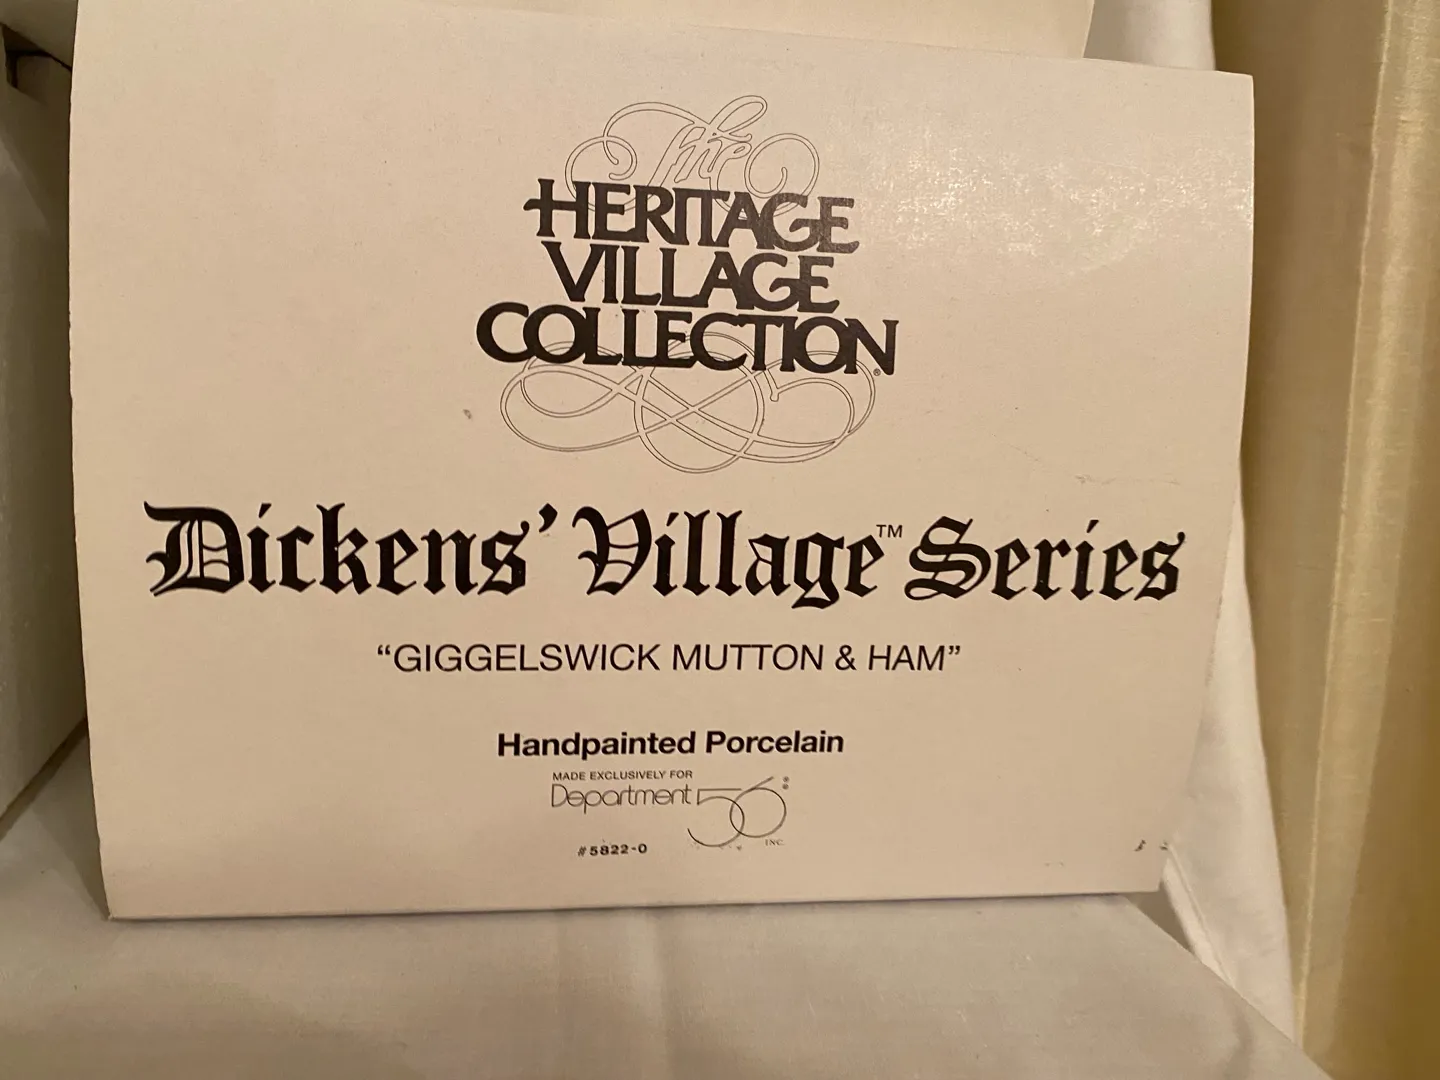 The
HERITAGE
VILLAGE
COLLECTION®
Dickens' Village™ Series
“GIGGELSWICK MUTTON & HAM”
Handpainted Porcelain
MADE EXCLUSIVELY FOR
Department 56®
INC.
#5822-0